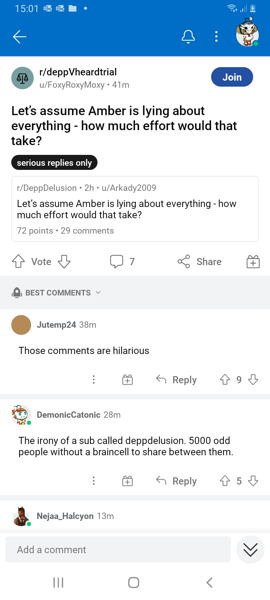 15:01
r/deppVheardtrial
u/FoxyRoxyMoxy • 41m
Join
Let's assume Amber is lying about
everything - how much effort would that
take?
serious replies only
r/DeppDelusion • 2h • u/Arkady2009
Let's assume Amber is lying about everything - how
much effort would that take?
72 points • 29 comments
Vote
7
Share
BEST COMMENTS
Jutemp24 38m
Those comments are hilarious
Reply
9
DemonicCatonic 28m
The irony of a sub called deppdelusion. 5000 odd
people without a braincell to share between them.
Reply
5
Nejaa_Halcyon 13m
Add a comment